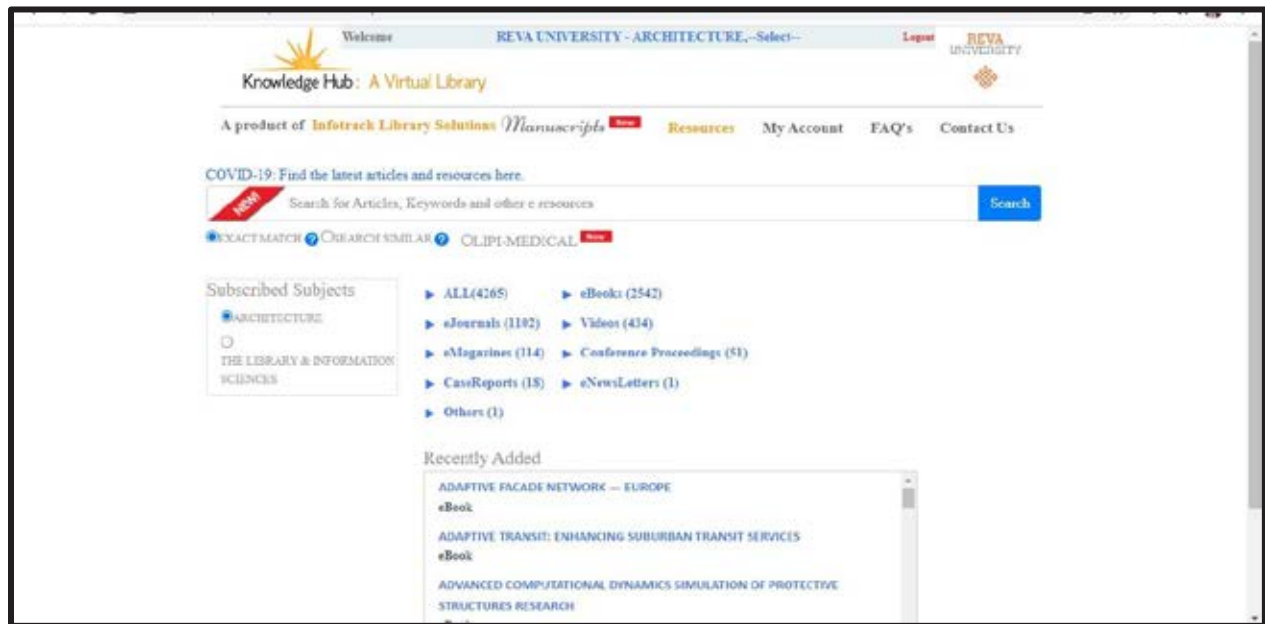 Welcome
REVA UNIVERSITY - ARCHITECTURE,--Select--
Logout
REVA
UNIVERSITY
Knowledge Hub : A Virtual Library
A product of Infotrack Library Solutions Manuscripts New
Resources
My Account
FAQ's
Contact Us
COVID-19: Find the latest articles and resources here.
NEW!
Search for Articles, Keywords and other e resources
Search
EXACT MATCH ? SEARCH SIMILAR ? LIPI-MEDICAL New
Subscribed Subjects
ARCHITECTURE
THE LIBRARY & INFORMATION
SCIENCES
ALL(4265)
eBooks (2542)
eJournals (1102)
Videos (434)
eMagazines (114)
Conference Proceedings (51)
CaseReports (18)
eNewsLetters (1)
Others (1)
Recently Added
ADAPTIVE FACADE NETWORK — EUROPE
eBook
ADAPTIVE TRANSIT: ENHANCING SUBURBAN TRANSIT SERVICES
eBook
ADVANCED COMPUTATIONAL DYNAMICS SIMULATION OF PROTECTIVE
STRUCTURES RESEARCH